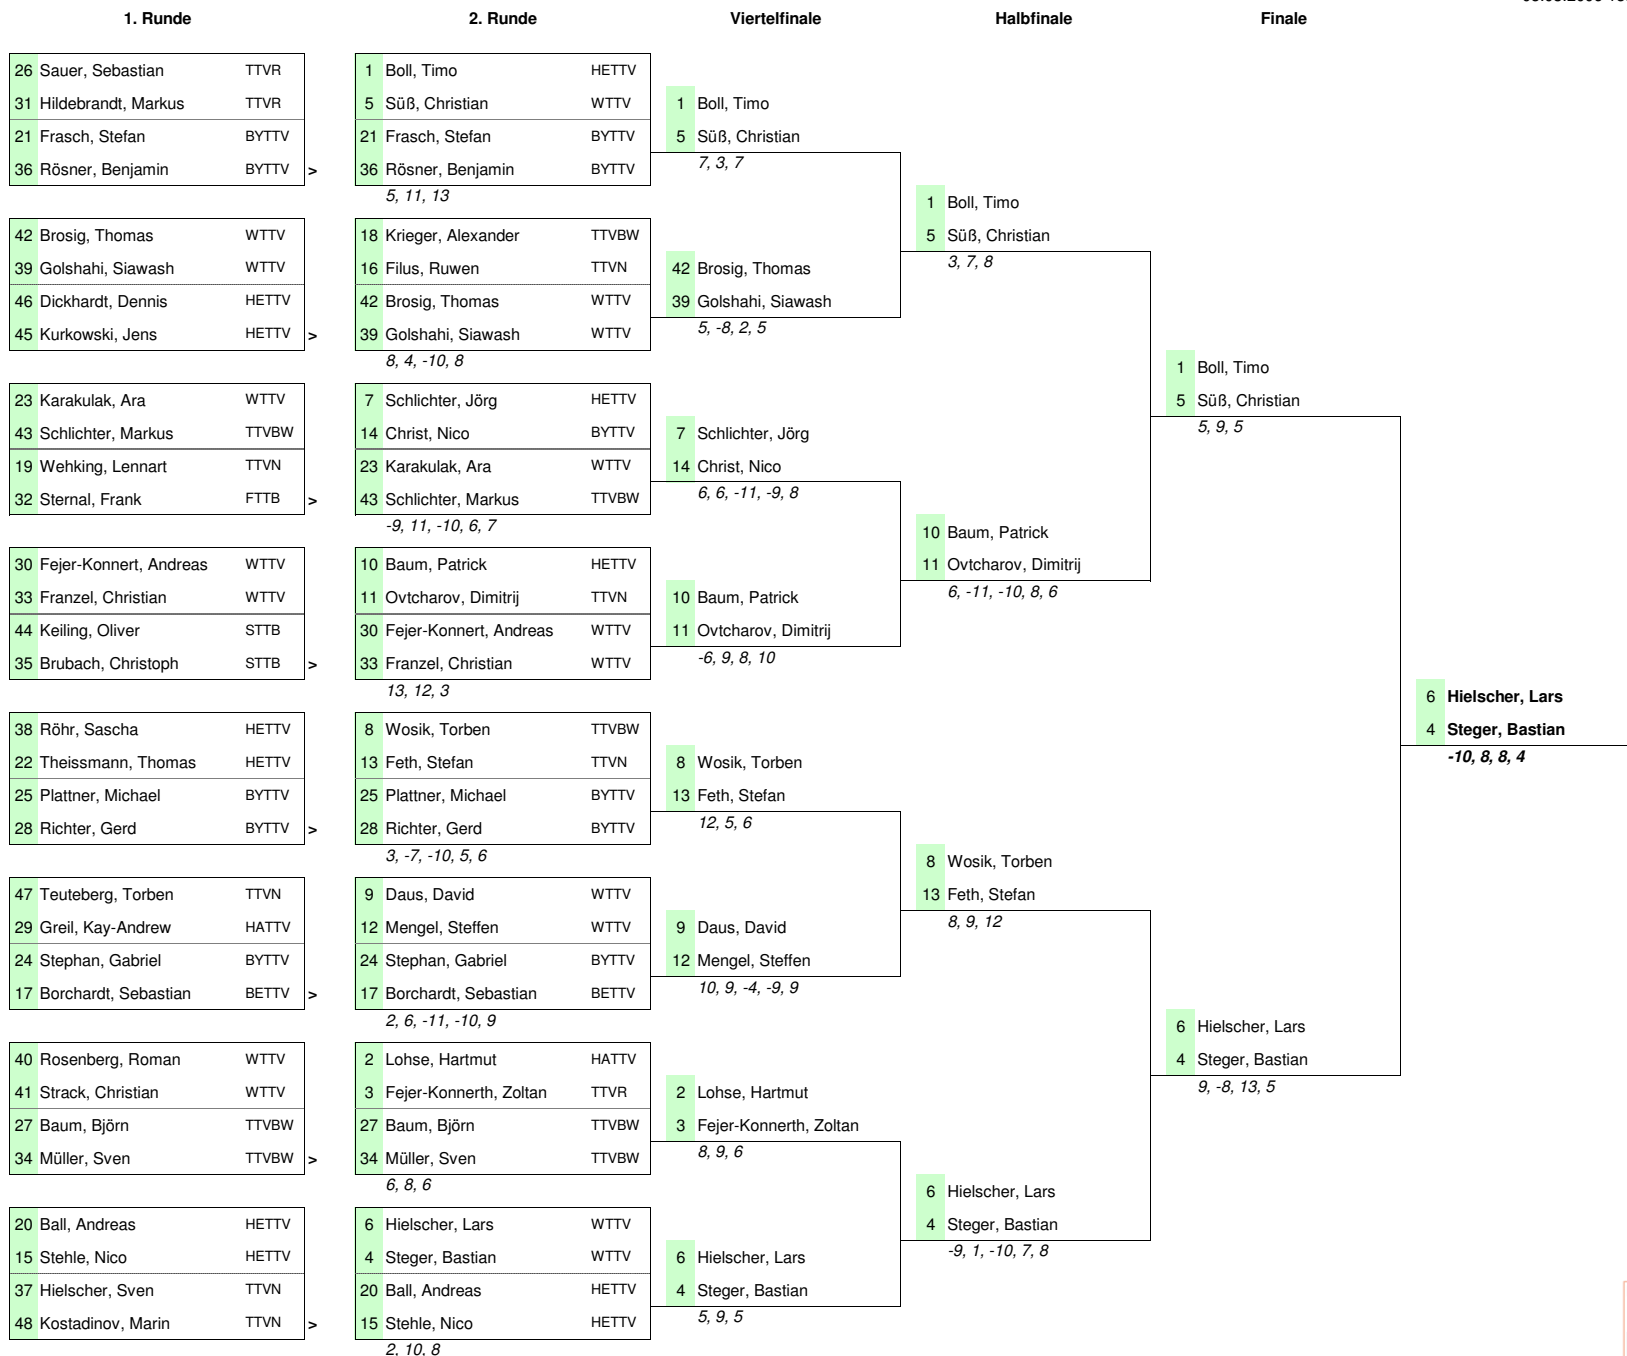 1. Runde 2. Runde Viertelfinale Halbfinale Finale
26 Sauer, Sebastian TTVR
31 Hildebrandt, Markus TTVR
21 Frasch, Stefan BYTTV
36 Rösner, Benjamin BYTTV >
42 Brosig, Thomas WTTV
39 Golshahi, Siawash WTTV
46 Dickhardt, Dennis HETTV
45 Kurkowski, Jens HETTV >
23 Karakulak, Ara WTTV
43 Schlichter, Markus TTVBW
19 Wehking, Lennart TTVN
32 Sternal, Frank FTTB >
30 Fejer-Konnert, Andreas WTTV
33 Franzel, Christian WTTV
44 Keiling, Oliver STTB
35 Brubach, Christoph STTB >
38 Röhr, Sascha HETTV
22 Theissmann, Thomas HETTV
25 Plattner, Michael BYTTV
28 Richter, Gerd BYTTV >
47 Teuteberg, Torben TTVN
29 Greil, Kay-Andrew HATTV
24 Stephan, Gabriel BYTTV
17 Borchardt, Sebastian BETTV >
40 Rosenberg, Roman WTTV
41 Strack, Christian WTTV
27 Baum, Björn TTVBW
34 Müller, Sven TTVBW >
20 Ball, Andreas HETTV
15 Stehle, Nico HETTV
37 Hielscher, Sven TTVN
48 Kostadinov, Marin TTVN >
1 Boll, Timo HETTV
5 Süß, Christian WTTV
21 Frasch, Stefan BYTTV
36 Rösner, Benjamin BYTTV
5, 11, 13
18 Krieger, Alexander TTVBW
16 Filus, Ruwen TTVN
42 Brosig, Thomas WTTV
39 Golshahi, Siawash WTTV
8, 4, -10, 8
7 Schlichter, Jörg HETTV
14 Christ, Nico BYTTV
23 Karakulak, Ara WTTV
43 Schlichter, Markus TTVBW
-9, 11, -10, 6, 7
10 Baum, Patrick HETTV
11 Ovtcharov, Dimitrij TTVN
30 Fejer-Konnert, Andreas WTTV
33 Franzel, Christian WTTV
13, 12, 3
8 Wosik, Torben TTVBW
13 Feth, Stefan TTVN
25 Plattner, Michael BYTTV
28 Richter, Gerd BYTTV
3, -7, -10, 5, 6
9 Daus, David WTTV
12 Mengel, Steffen WTTV
24 Stephan, Gabriel BYTTV
17 Borchardt, Sebastian BETTV
2, 6, -11, -10, 9
2 Lohse, Hartmut HATTV
3 Fejer-Konnerth, Zoltan TTVR
27 Baum, Björn TTVBW
34 Müller, Sven TTVBW
6, 8, 6
6 Hielscher, Lars WTTV
4 Steger, Bastian WTTV
20 Ball, Andreas HETTV
15 Stehle, Nico HETTV
2, 10, 8
1 Boll, Timo
5 Süß, Christian
7, 3, 7
42 Brosig, Thomas
39 Golshahi, Siawash
5, -8, 2, 5
7 Schlichter, Jörg
14 Christ, Nico
6, 6, -11, -9, 8
10 Baum, Patrick
11 Ovtcharov, Dimitrij
-6, 9, 8, 10
8 Wosik, Torben
13 Feth, Stefan
12, 5, 6
9 Daus, David
12 Mengel, Steffen
10, 9, -4, -9, 9
2 Lohse, Hartmut
3 Fejer-Konnerth, Zoltan
8, 9, 6
6 Hielscher, Lars
4 Steger, Bastian
5, 9, 5
1 Boll, Timo
5 Süß, Christian
3, 7, 8
10 Baum, Patrick
11 Ovtcharov, Dimitrij
6, -11, -10, 8, 6
8 Wosik, Torben
13 Feth, Stefan
8, 9, 12
6 Hielscher, Lars
4 Steger, Bastian
-9, 1, -10, 7, 8
1 Boll, Timo
5 Süß, Christian
5, 9, 5
6 Hielscher, Lars
4 Steger, Bastian
9, -8, 13, 5
6 Hielscher, Lars
4 Steger, Bastian
-10, 8, 8, 4